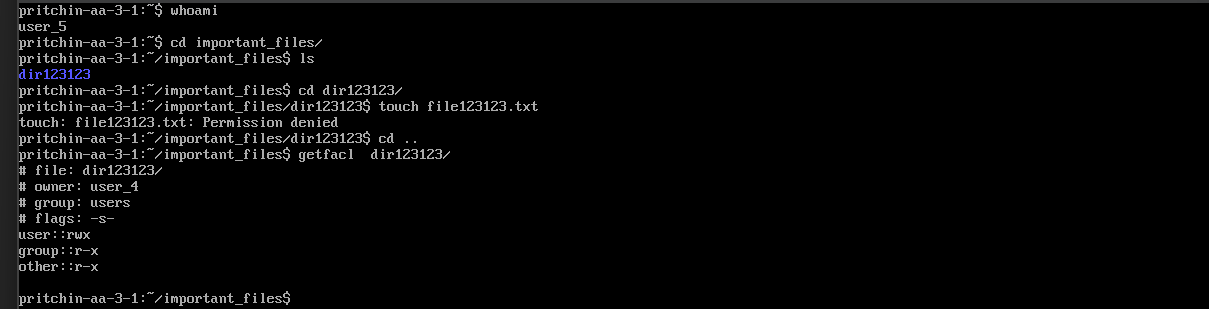 pritchin-aa-3-1:~$ whoami
user_5
pritchin-aa-3-1:~$ cd important_files/
pritchin-aa-3-1:~/important_files$ ls
dir123123
pritchin-aa-3-1:~/important_files$ cd dir123123/
pritchin-aa-3-1:~/important_files/dir123123$ touch file123123.txt
touch: file123123.txt: Permission denied
pritchin-aa-3-1:~/important_files/dir123123$ cd ..
pritchin-aa-3-1:~/important_files$ getfacl  dir123123/
# file: dir123123/
# owner: user_4
# group: users
# flags: -s-
user::rwx
group::r-x
other::r-x
pritchin-aa-3-1:~/important_files$